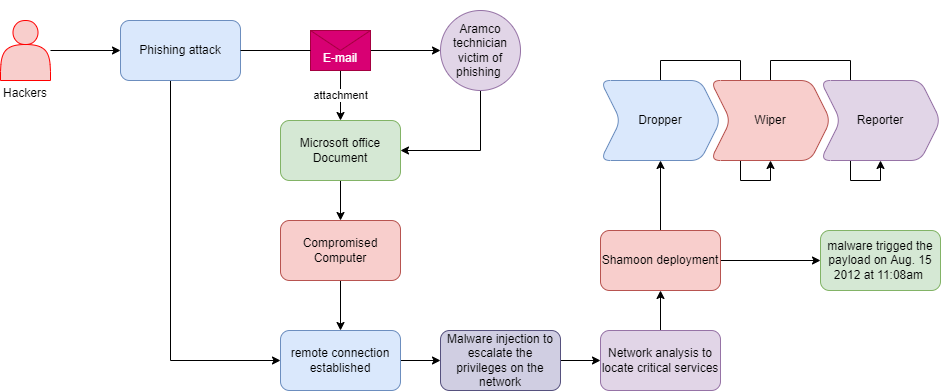 Hackers
Phishing attack
E-mail
attachment
Aramco
technician
victim of
phishing
Microsoft office
Document
Compromised
Computer
remote connection
established
Malware injection to
escalate the
privileges on the
network
Network analysis to
locate critical services
Shamoon deployment
malware trigged the
payload on Aug. 15
2012 at 11:08am
Dropper
Wiper
Reporter